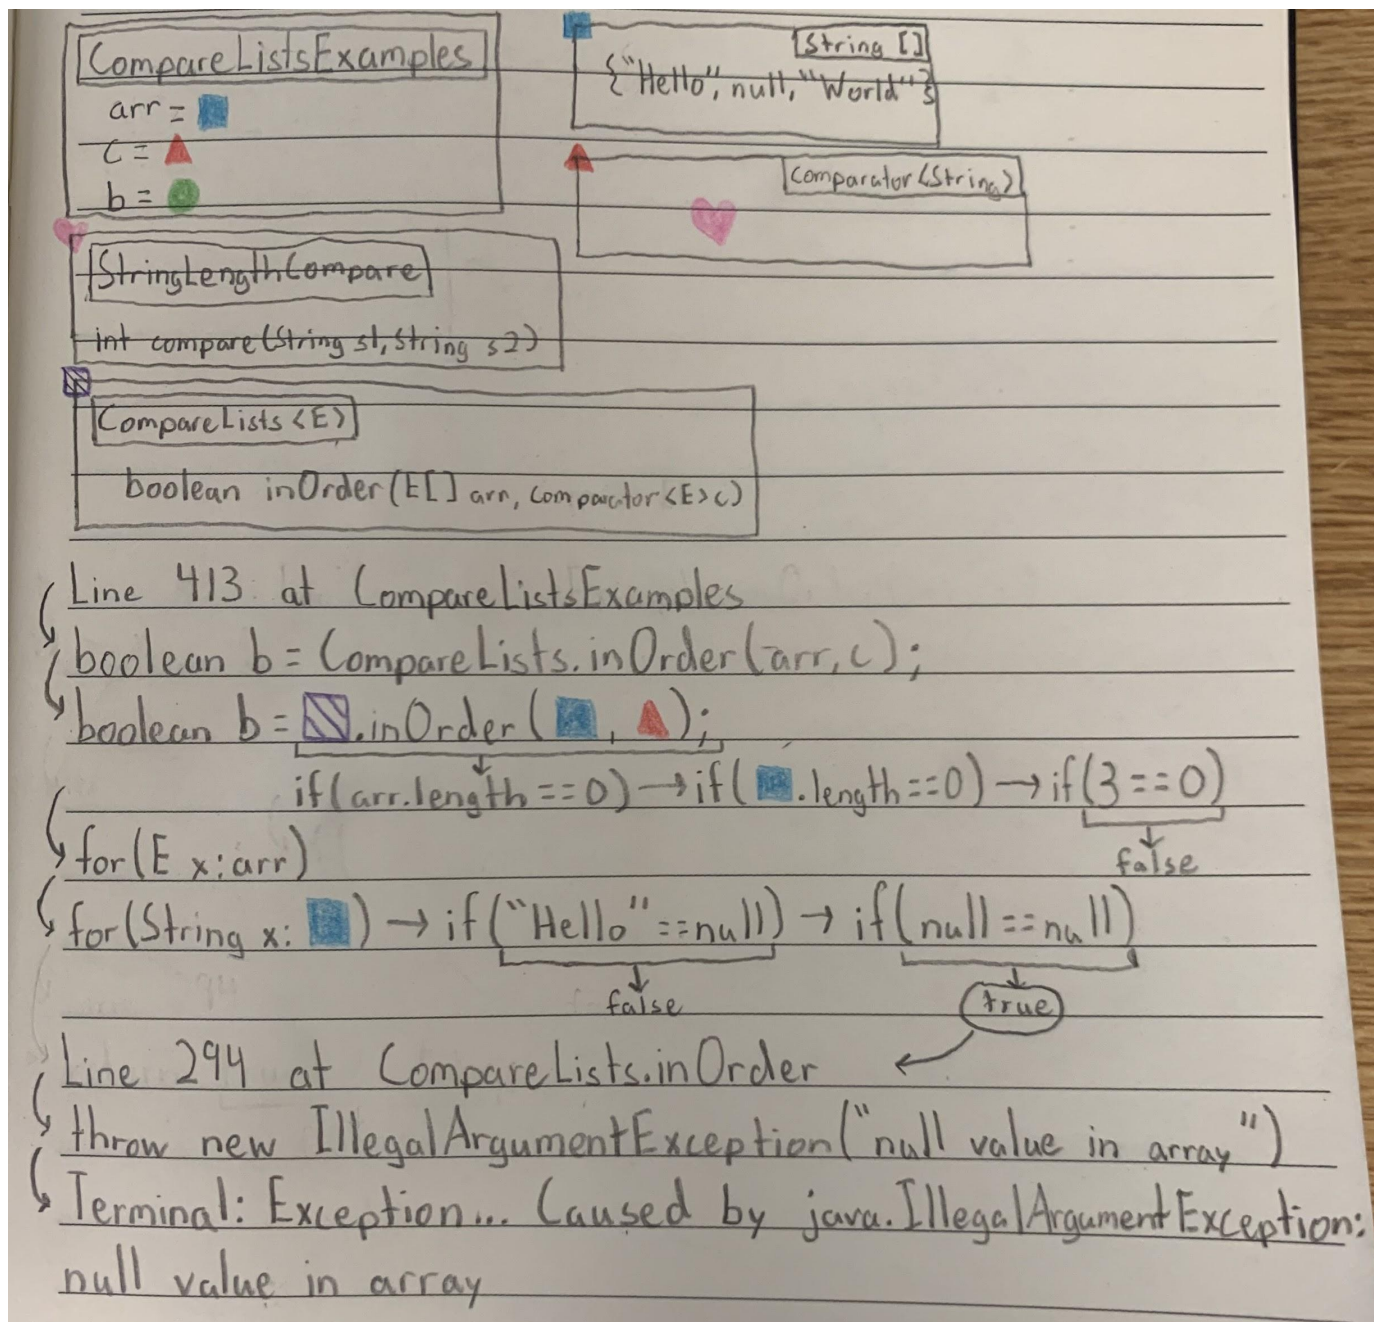 CompareListsExamples
arr =
c =
b =
String []
{"Hello", null, "World"}
Comparator<String>
StringLengthCompare
int compare(String s1, String s2)
CompareLists<E>
boolean inOrder(E[] arr, Comparator<E> c)
Line 413 at CompareListsExamples
boolean b = CompareLists.inOrder(arr, c);
boolean b = .inOrder( , );
if(arr.length == 0) → if( .length == 0) → if(3 == 0)
false
for(E x: arr)
for(String x: ) → if("Hello" == null) → if(null == null)
false
true
Line 294 at CompareLists.inOrder
throw new IllegalArgumentException("null value in array")
Terminal: Exception... Caused by java.IllegalArgumentException:
null value in array